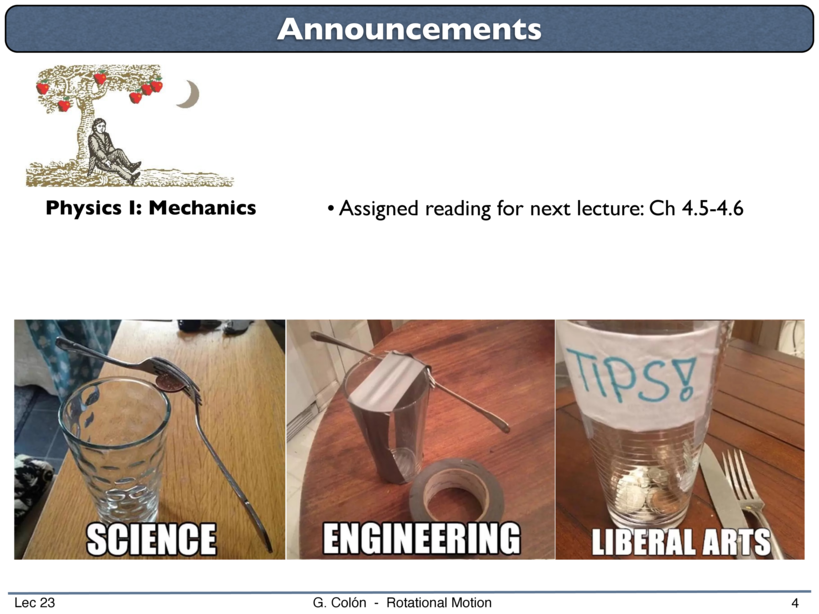 Announcements
Physics I: Mechanics
• Assigned reading for next lecture: Ch 4.5-4.6
TIPS!
SCIENCE
ENGINEERING
LIBERAL ARTS
Lec 23
G. Colón - Rotational Motion
4